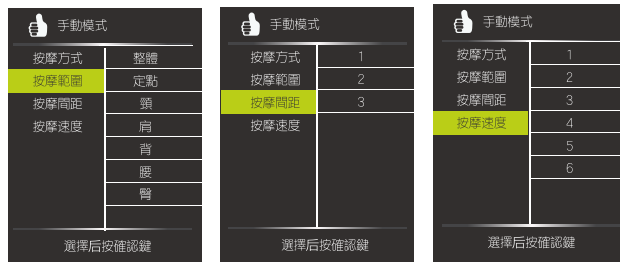 手動模式
按摩方式 整體
按摩範圍 定點
按摩間距 頸
按摩速度 肩
背
腰
臀
選擇后按確認鍵
手動模式
按摩方式 1
按摩範圍 2
按摩間距 3
按摩速度
選擇后按確認鍵
手動模式
按摩方式 1
按摩範圍 2
按摩間距 3
按摩速度 4
5
6
選擇后按確認鍵